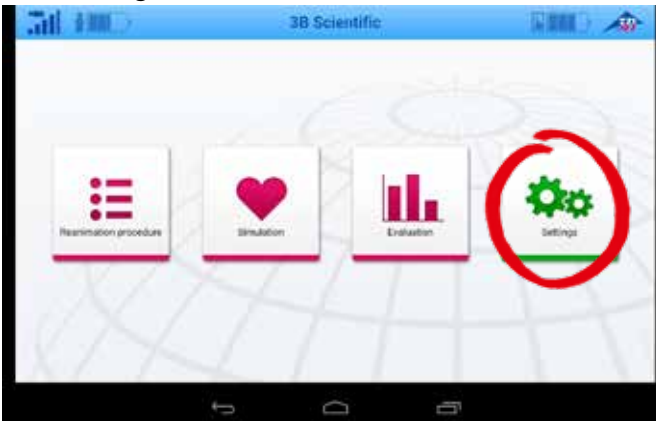 3B Scientific
Reanimation procedure
Simulation
Evaluation
Settings